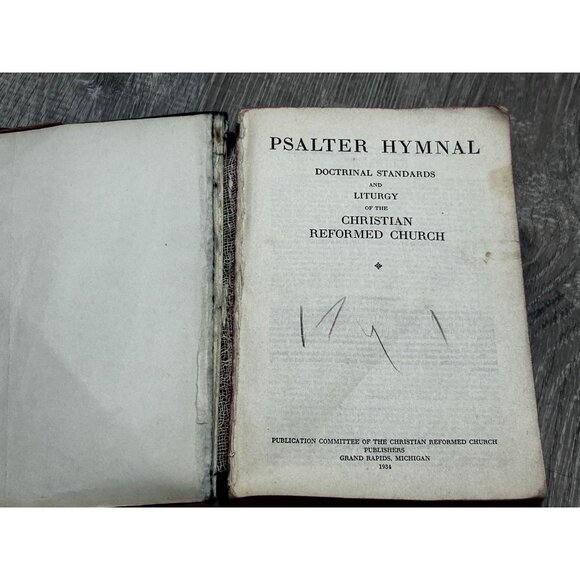 PSALTER HYMNAL
DOCTRINAL STANDARDS
AND
LITURGY
OF THE
CHRISTIAN
REFORMED CHURCH
PUBLICATION COMMITTEE OF THE CHRISTIAN REFORMED CHURCH
PUBLISHERS
GRAND RAPIDS, MICHIGAN
1934